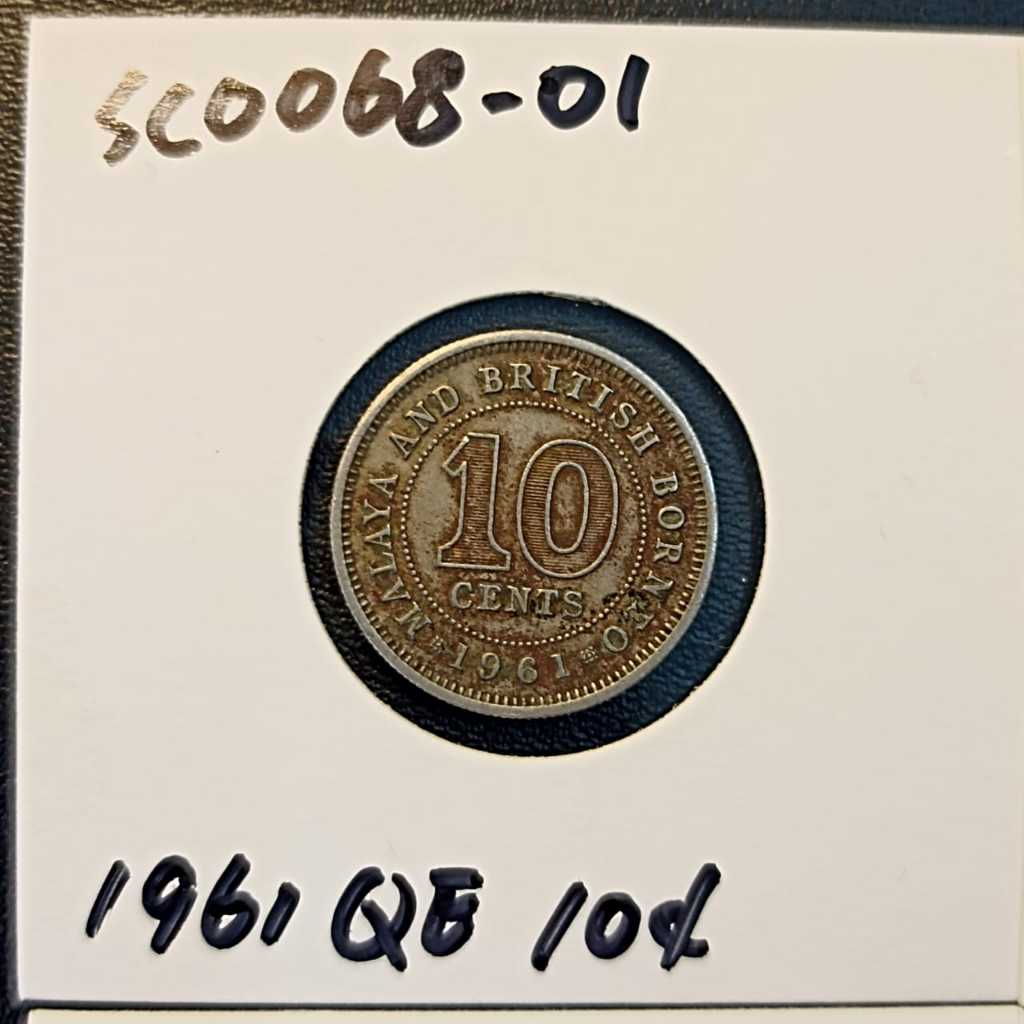 SC0068-01
MALAYA AND BRITISH BORNEO
10
CENTS
1961
1961 QE 10¢